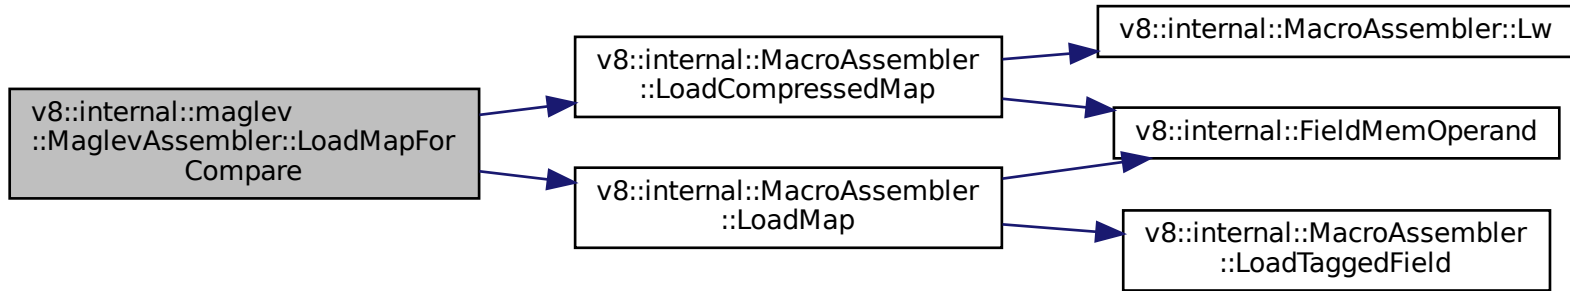 v8::internal::maglev
::MaglevAssembler::LoadMapFor
Compare
v8::internal::MacroAssembler
::LoadCompressedMap
v8::internal::MacroAssembler
::LoadMap
v8::internal::MacroAssembler::Lw
v8::internal::FieldMemOperand
v8::internal::MacroAssembler
::LoadTaggedField